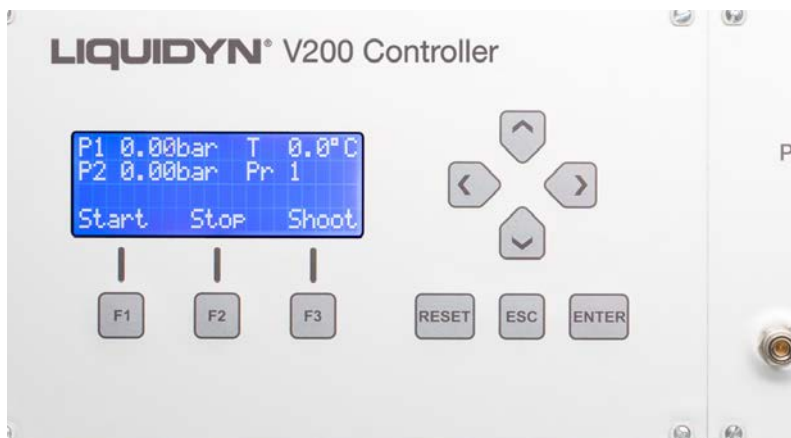 LIQUIDYN® V200 Controller
P1 0.00bar T 0.0°C
P2 0.00bar Pr 1
Start Stop Shoot
F1 F2 F3
RESET ESC ENTER
P